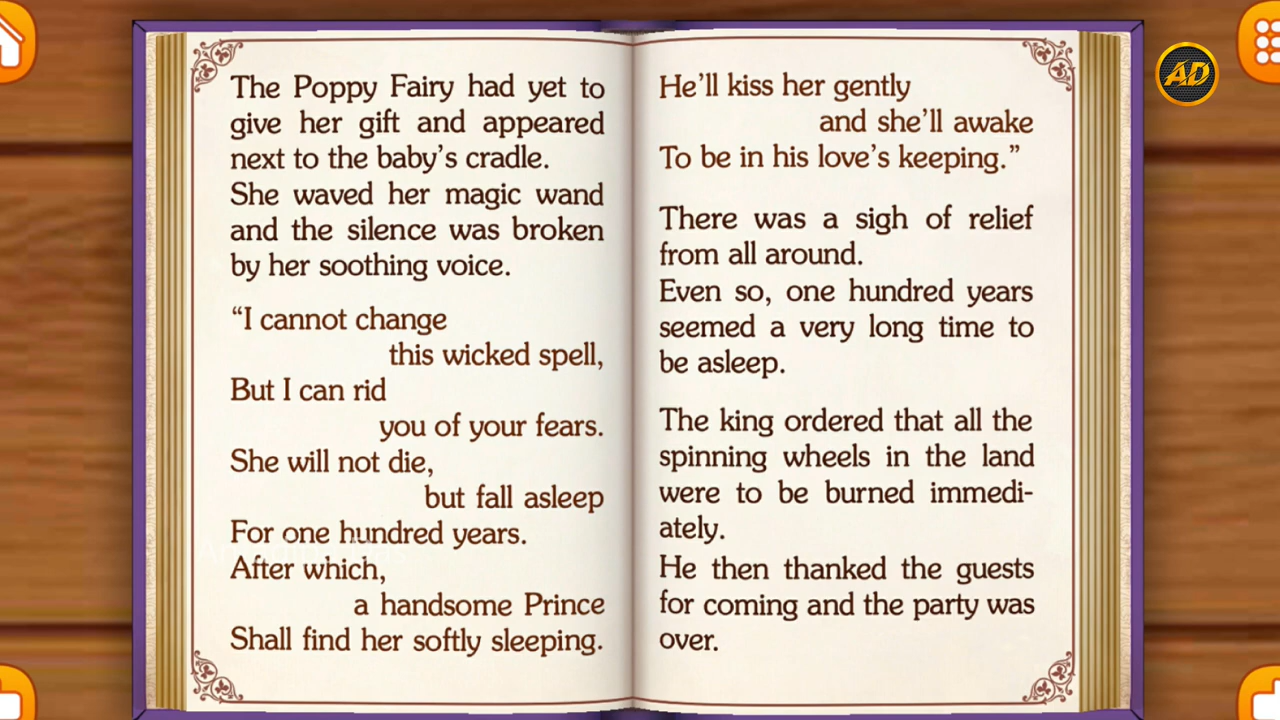 The Poppy Fairy had yet to
give her gift and appeared
next to the baby's cradle.
She waved her magic wand
and the silence was broken
by her soothing voice.
“I cannot change
this wicked spell,
But I can rid
you of your fears.
She will not die,
but fall asleep
For one hundred years.
After which,
a handsome Prince
Shall find her softly sleeping.
He’ll kiss her gently
and she’ll awake
To be in his love’s keeping.”
There was a sigh of relief
from all around.
Even so, one hundred years
seemed a very long time to
be asleep.
The king ordered that all the
spinning wheels in the land
were to be burned immedi-
ately.
He then thanked the guests
for coming and the party was
over.
AD